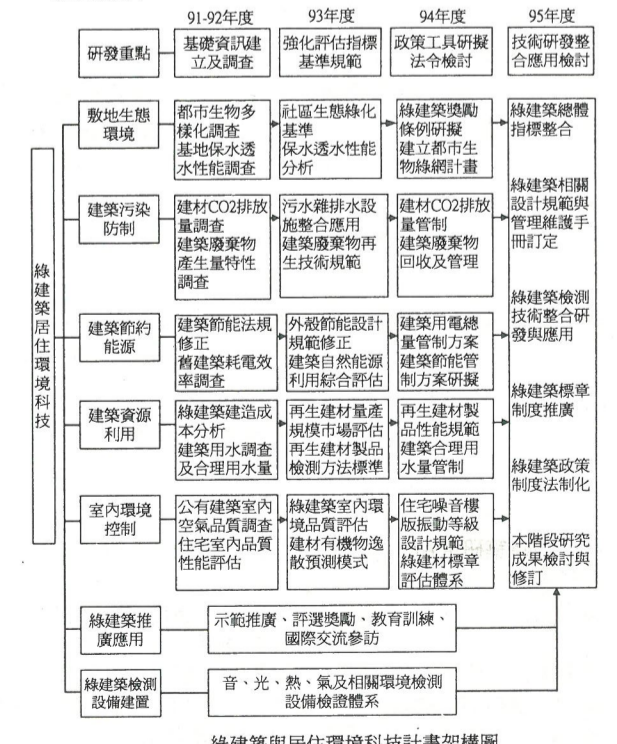 91-92年度
93年度
94年度
95年度
研發重點
基礎資訊建
立及調查
強化評估指標
基準規範
政策工具研擬
法令檢討
技術研發整
合應用檢討
綠建築居住環境科技
敷地生態
環境
都市生物多
樣化調查
基地保水透
水性能調查
社區生態綠化
基準
保水透水性能
分析
綠建築獎勵
條例研擬
建立都市生
物綠網計畫
建築污染
防制
建材CO2排放
量調查
建築廢棄物
產生量特性
調查
污水雜排水設
施整合應用
建築廢棄物再
生技術規範
建材CO2排放
量管制
建築廢棄物
回收及管理
建築節約
能源
建築節能法規
修正
舊建築耗電效
率調查
外殼節能設計
規範修正
建築自然能源
利用綜合評估
建築用電總
量管制方案
建築節能管
制方案研擬
建築資源
利用
綠建築建造成
本分析
建築用水調查
及合理用水量
再生建材量產
規模市場評估
再生建材製品
檢測方法標準
再生建材製
品性能規範
建築合理用
水量管制
室內環境
控制
公有建築室內
空氣品質調查
住宅室內品質
性能評估
綠建築室內環
境品質評估
建材有機物逸
散預測模式
住宅噪音樓
版振動等級
設計規範
綠建材標章
評估體系
綠建築總體
指標整合
綠建築相關
設計規範與
管理維護手
冊訂定
綠建築檢測
技術整合研
發與應用
綠建築標章
制度推廣
綠建築政策
制度法制化
本階段研究
成果檢討與
修訂
綠建築推
廣應用
示範推廣、評選獎勵、教育訓練、
國際交流參訪
綠建築檢測
設備建置
音、光、熱、氣及相關環境檢測
設備檢證體系
綠建築與居住環境科技計畫架構圖